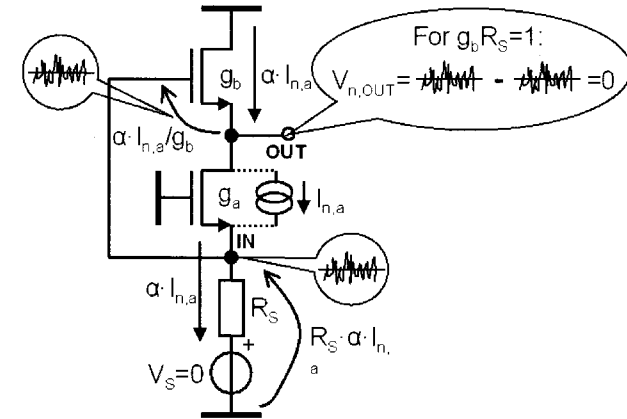 For g_bR_S=1:
V_n,OUT= - =0
g_b
α·I_n,a
α·I_n,a/g_b
OUT
g_a
I_n,a
IN
α·I_n,a
R_S
R_S·α·I_n,
a
+
V_S=0